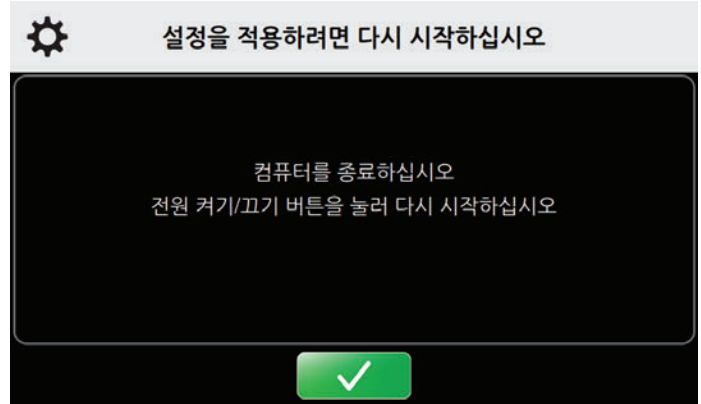 설정을 적용하려면 다시 시작하십시오
컴퓨터를 종료하십시오
전원 켜기/끄기 버튼을 눌러 다시 시작하십시오